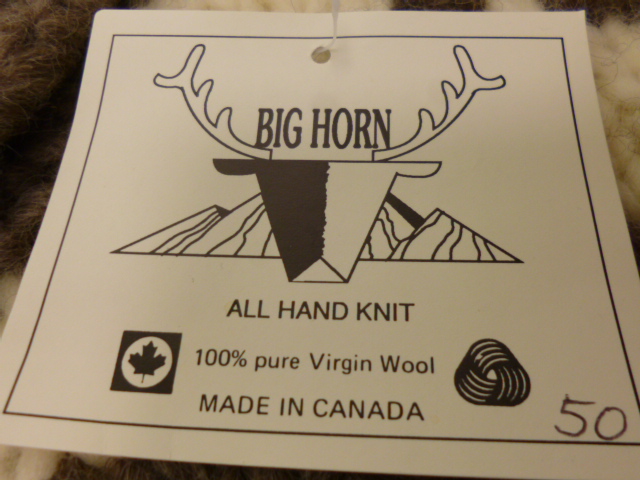 BIG HORN
ALL HAND KNIT
100% pure Virgin Wool
MADE IN CANADA
50